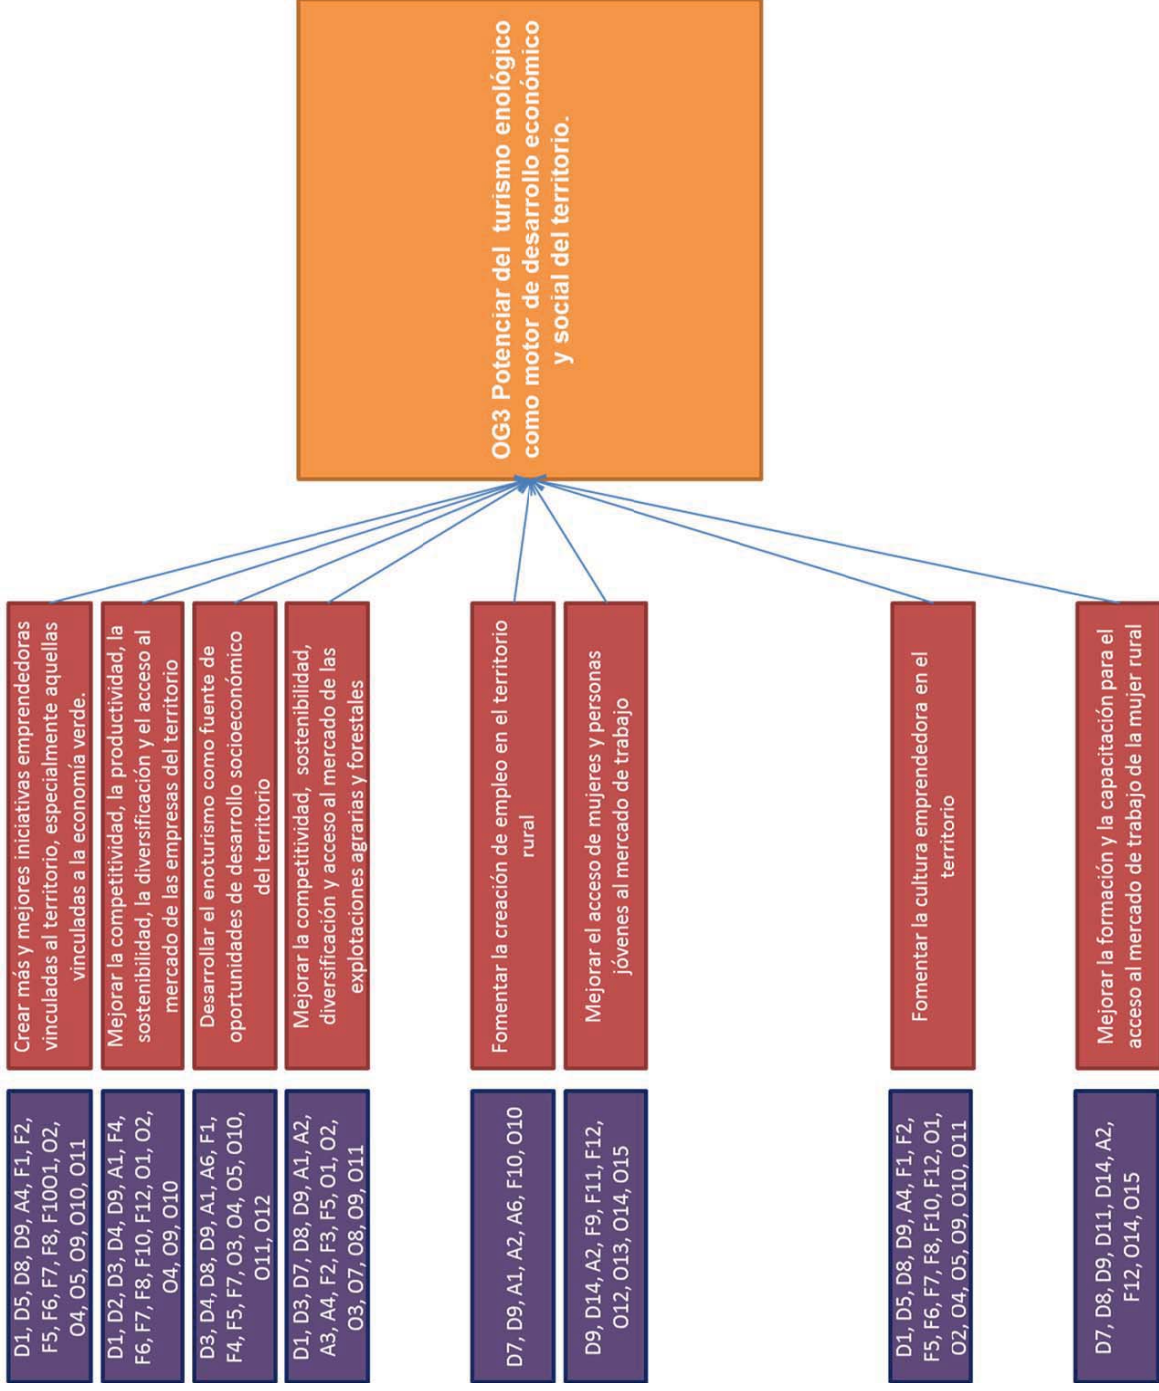 D1, D5, D8, D9, A4, F1, F2,
F5, F6, F7, F8, F10O1, O2,
O4, O5, O9, O10, O11
Crear más y mejores iniciativas emprendedoras
vinculadas al territorio, especialmente aquellas
vinculadas a la economía verde.
D1, D2, D3, D4, D9, A1, F4,
F6, F7, F8, F10, F12, O1, O2,
O4, O9, O10
Mejorar la competitividad, la productividad, la
sostenibilidad, la diversificación y el acceso al
mercado de las empresas del territorio
D3, D4, D8, D9, A1, A6, F1,
F4, F5, F7, O3, O4, O5, O10,
O11, O12
Desarrollar el enoturismo como fuente de
oportunidades de desarrollo socioeconómico
del territorio
D1, D3, D7, D8, D9, A1, A2,
A3, A4, F2, F3, F5, O1, O2,
O3, O7, O8, O9, O11
Mejorar la competitividad, sostenibilidad,
diversificación y acceso al mercado de las
explotaciones agrarias y forestales
D7, D9, A1, A2, A6, F10, O10
Fomentar la creación de empleo en el territorio
rural
D9, D14, A2, F9, F11, F12,
O12, O13, O14, O15
Mejorar el acceso de mujeres y personas
jóvenes al mercado de trabajo
D1, D5, D8, D9, A4, F1, F2,
F5, F6, F7, F8, F10, F12, O1,
O2, O4, O5, O9, O10, O11
Fomentar la cultura emprendedora en el
territorio
D7, D8, D9, D11, D14, A2,
F12, O14, O15
Mejorar la formación y la capacitación para el
acceso al mercado de trabajo de la mujer rural
OG3 Potenciar del turismo enológico
como motor de desarrollo económico
y social del territorio.